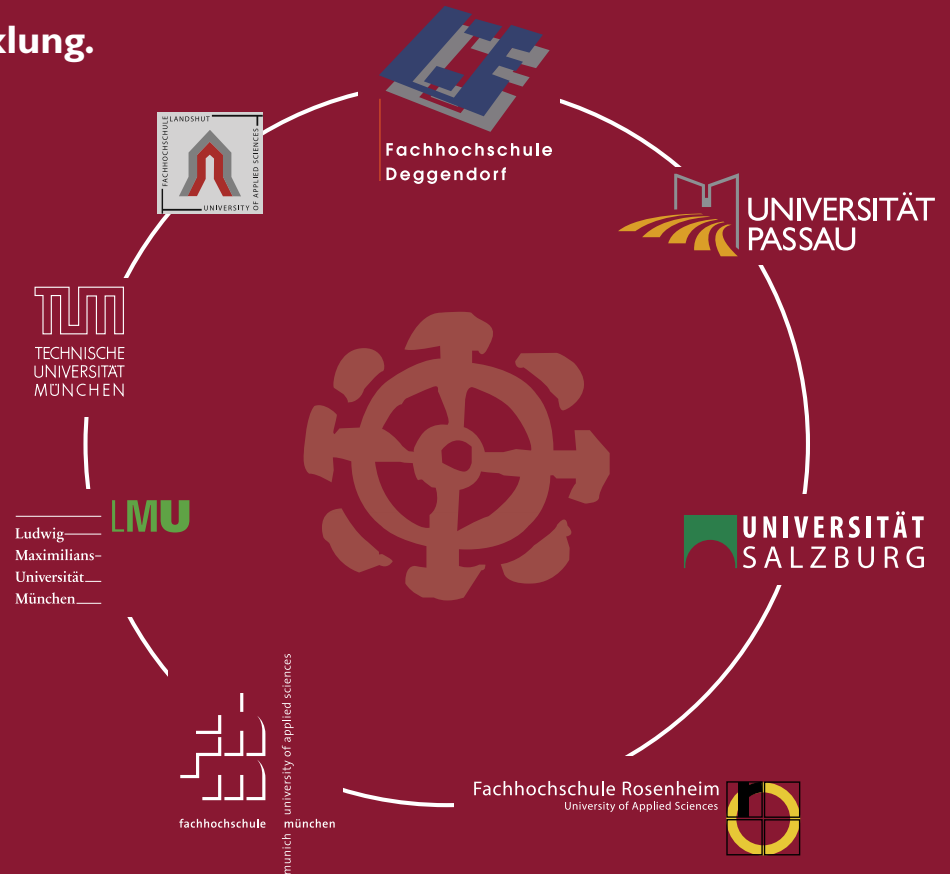 klung.
Fachhochschule
Deggendorf
LANDSHUT
FACHHOCHSCHULE
OF APPLIED SCIENCES
UNIVERSITY
UNIVERSITÄT
PASSAU
TUM
TECHNISCHE
UNIVERSITÄT
MÜNCHEN
LMU
Ludwig
Maximilians-
Universität
München
UNIVERSITÄT
SALZBURG
munich university of applied sciences
fachhochschule münchen
Fachhochschule Rosenheim
University of Applied Sciences